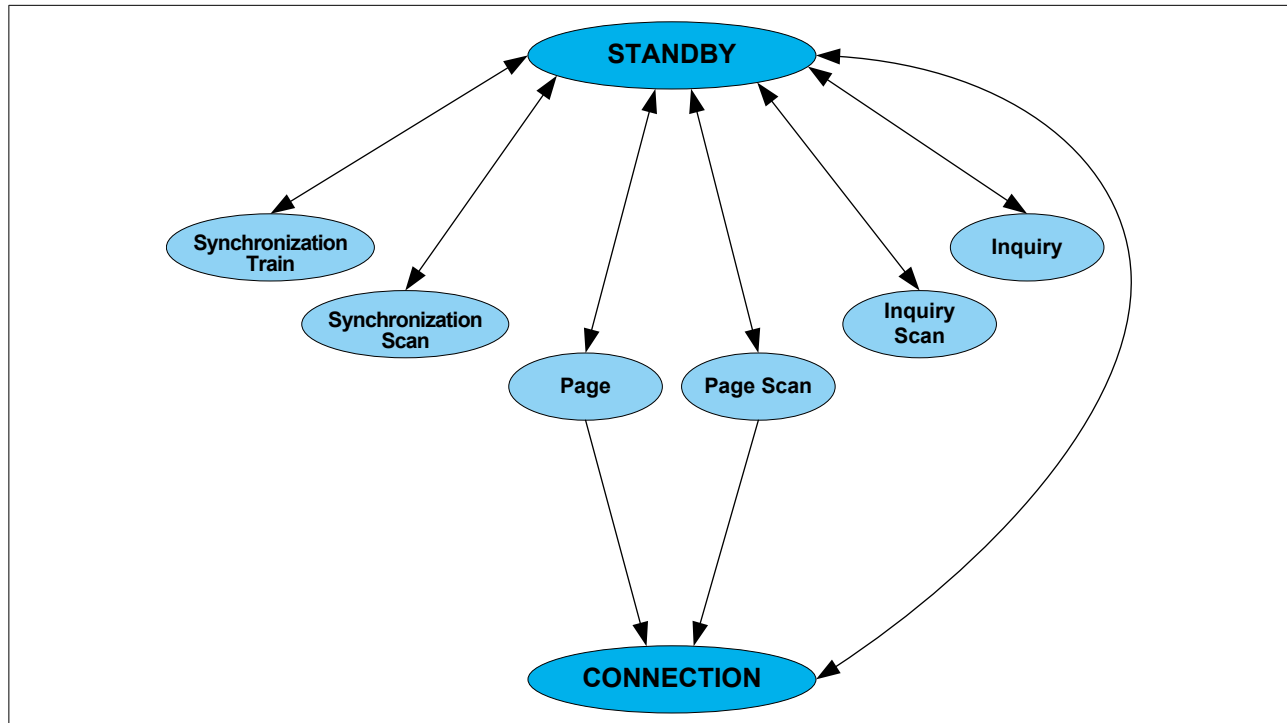 STANDBY
Synchronization
Train
Inquiry
Synchronization
Scan
Inquiry
Scan
Page
Page Scan
CONNECTION